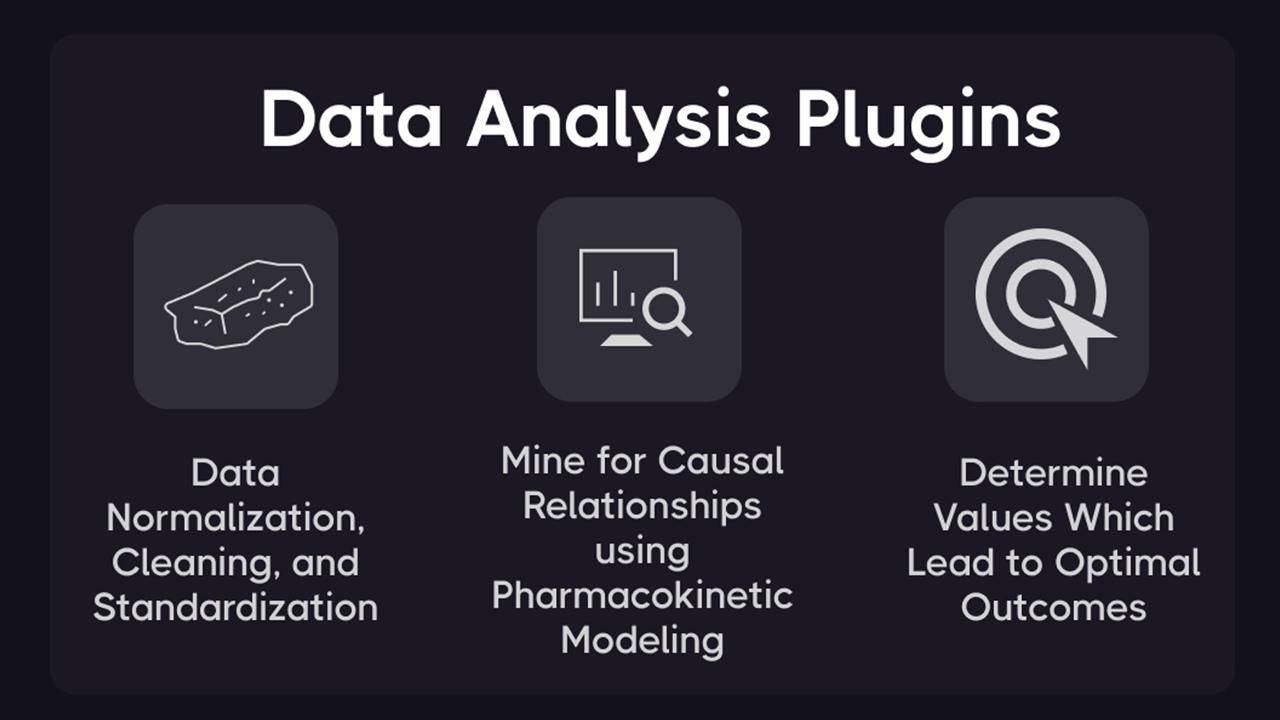 Data Analysis Plugins
Data
Normalization,
Cleaning, and
Standardization
Mine for Causal
Relationships
using
Pharmacokinetic
Modeling
Determine
Values Which
Lead to Optimal
Outcomes